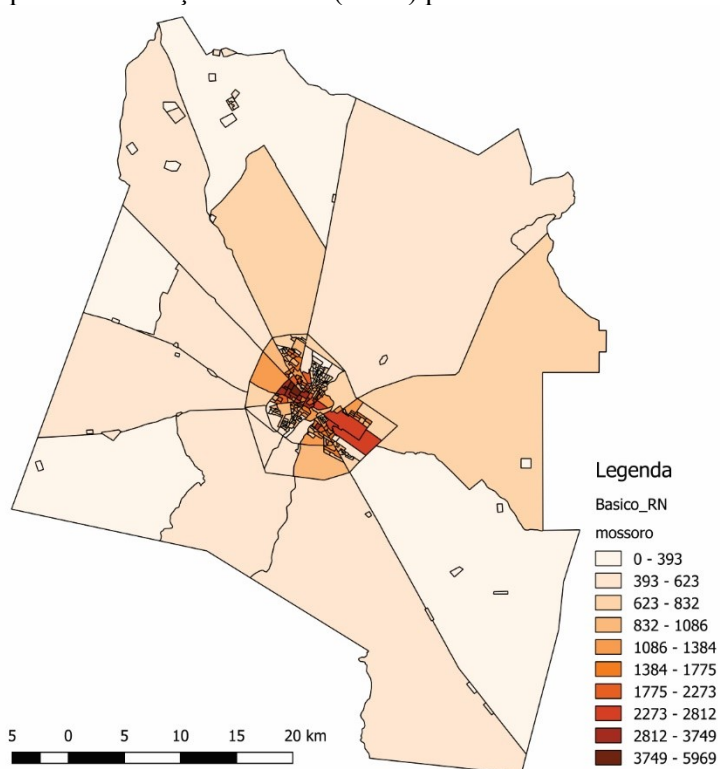 Legenda
Basico_RN
mossoro
0 - 393
393 - 623
623 - 832
832 - 1086
1086 - 1384
1384 - 1775
1775 - 2273
2273 - 2812
2812 - 3749
3749 - 5969
5 0 5 10 15 20 km